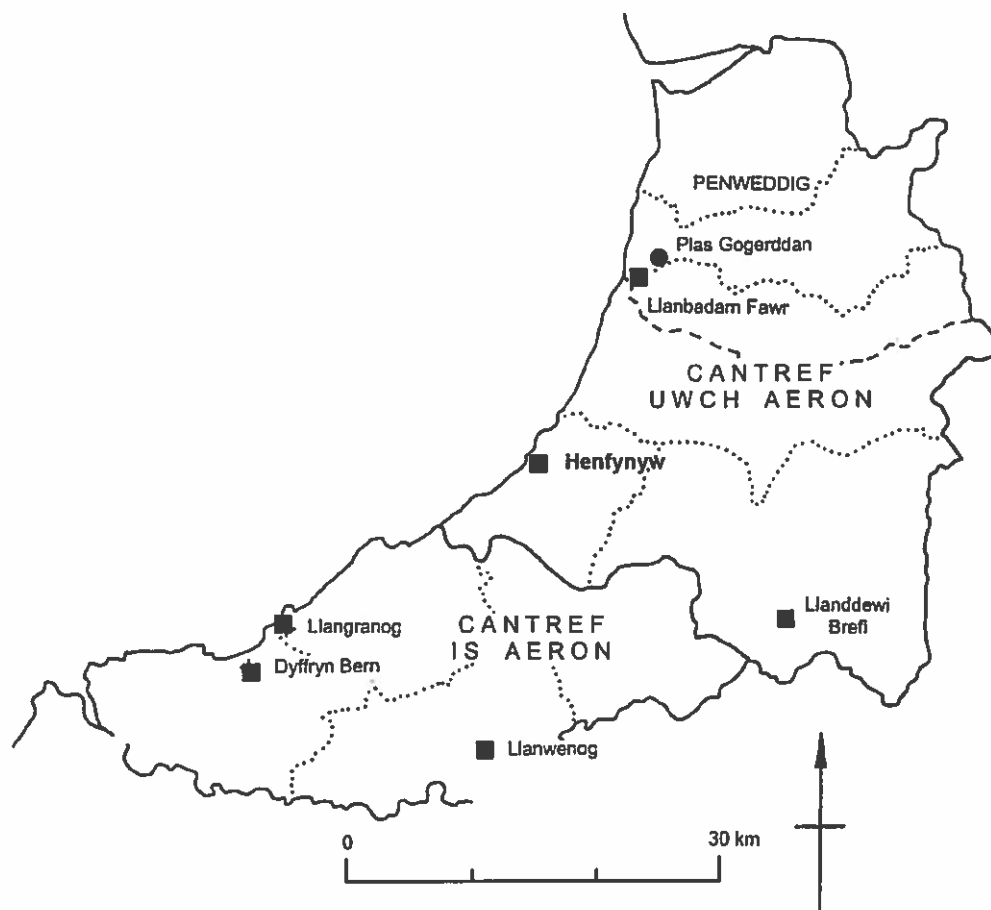 PENWEDDIG
Plas Gogerddan
Llanbadarn Fawr
CANTREF
UWCH AERON
Henfynyw
Llanddewi
Brefi
Llangranog
CANTREF
IS AERON
Dyffryn Bern
Llanwenog
0
30 km